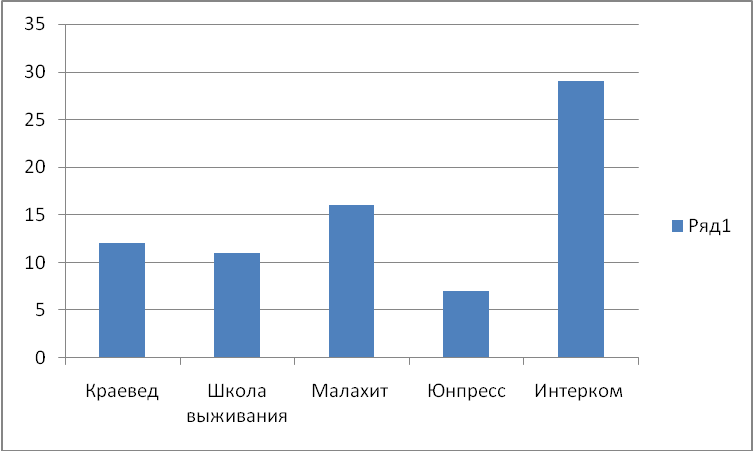 35
30
25
20
15
10
5
0
Краевед
Школа
выживания
Малахит
Юнпресс
Интерком
Ряд1